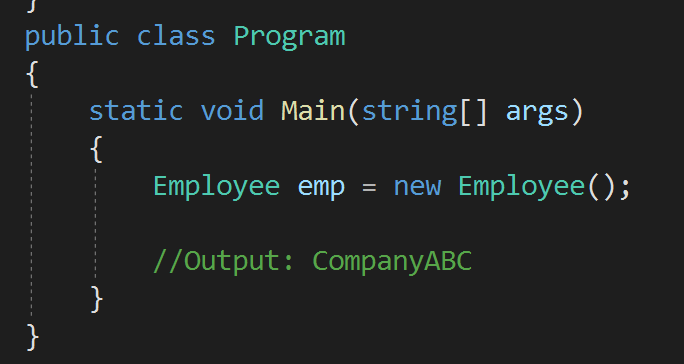 }
public class Program
{
static void Main(string[] args)
{
Employee emp = new Employee();
//Output: CompanyABC
}
}